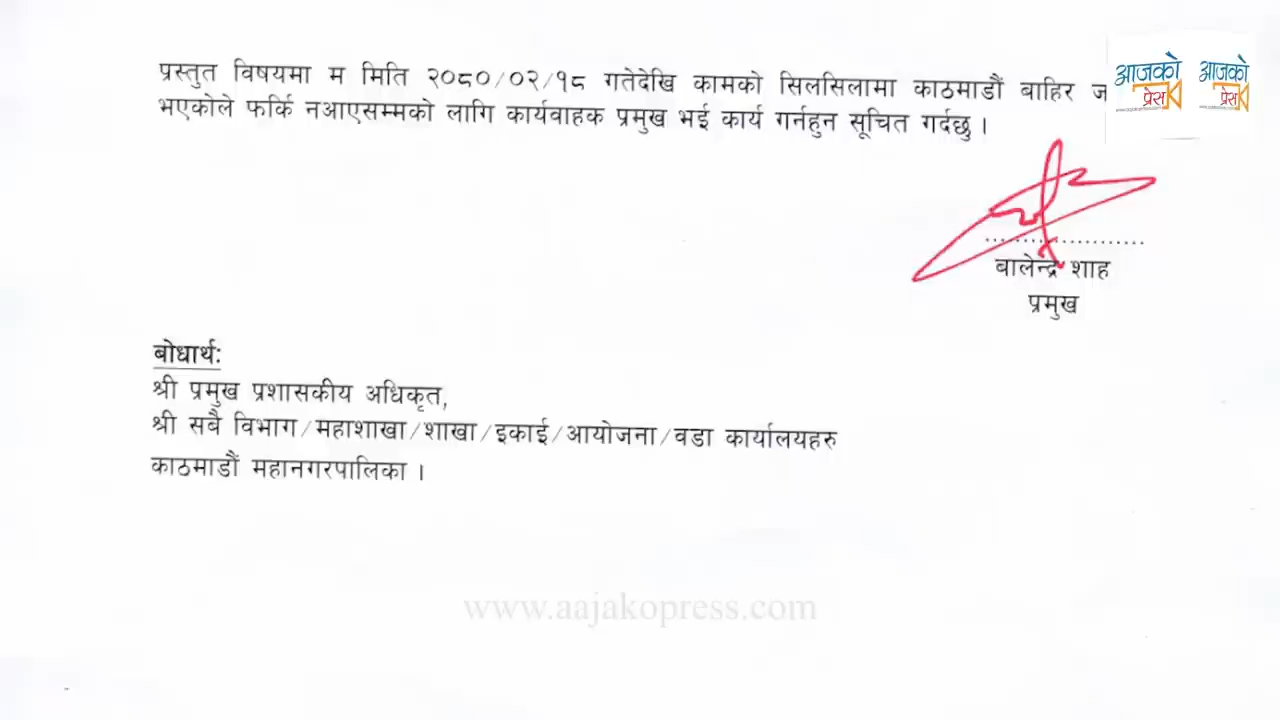 प्रस्तुत विषयमा म मिति २०८०/०२/१८ गतेदेखि कामको सिलसिलामा काठमाडौं बाहिर
भएकोले फर्कि नआएसम्मको लागि कार्यवाहक प्रमुख भई कार्य गर्नहुन सूचित गर्दछु ।
आजको प्रेस
आजको प्रेस
बालेन्द्र शाह
प्रमुख
बोधार्थ:
श्री प्रमुख प्रशासकीय अधिकृत,
श्री सबै विभाग/महाशाखा/शाखा/इकाई/आयोजना/वडा कार्यालयहरु
काठमाडौं महानगरपालिका ।
www.aajakopress.com